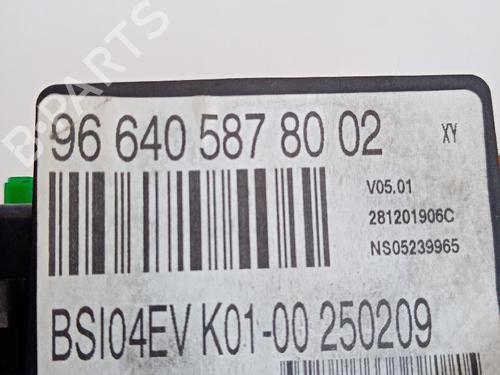 96 640 587 80 02
XY
V05.01
281201906C
NS05239965
BSI04EV K01-00 250209
B-PARTS